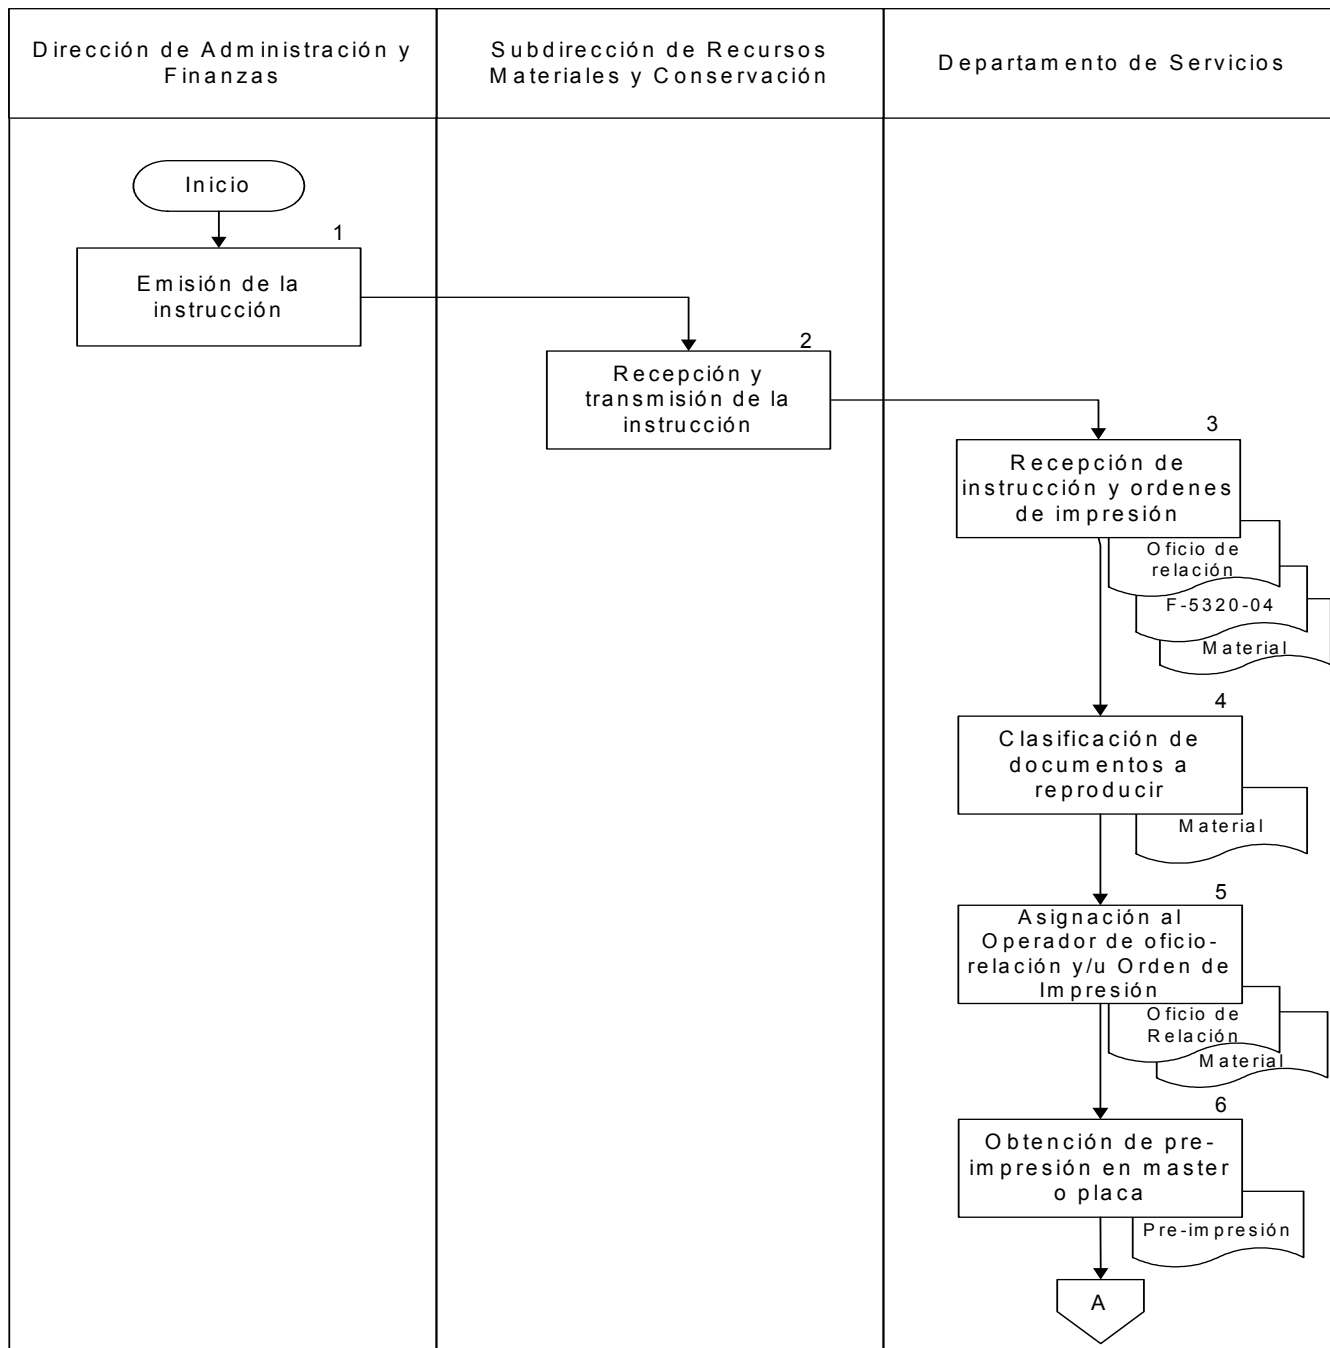 Dirección de Administración y
Finanzas
Subdirección de Recursos
Materiales y Conservación
Departamento de Servicios
Inicio
1
Emisión de la
instrucción
2
Recepción y
transmisión de la
instrucción
3
Recepción de
instrucción y ordenes
de impresión
Oficio de
relación
F-5320-04
Material
4
Clasificación de
documentos a
reproducir
Material
5
Asignación al
Operador de oficio-
relación y/u Orden de
Impresión
Oficio de
Relación
Material
6
Obtención de pre-
impresión en master
o placa
Pre-impresión
A